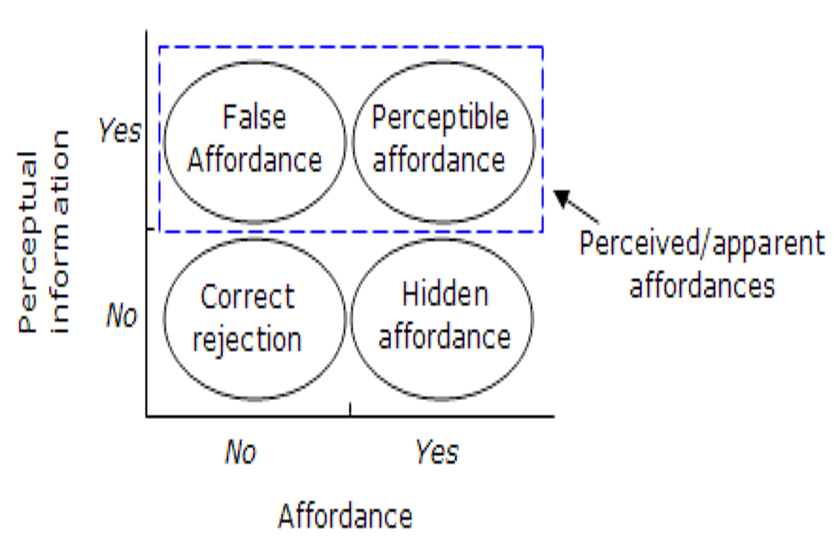 Perceptual
information
Yes
False
Affordance
Perceptible
affordance
Perceived/apparent
affordances
No
Correct
rejection
Hidden
affordance
No
Yes
Affordance